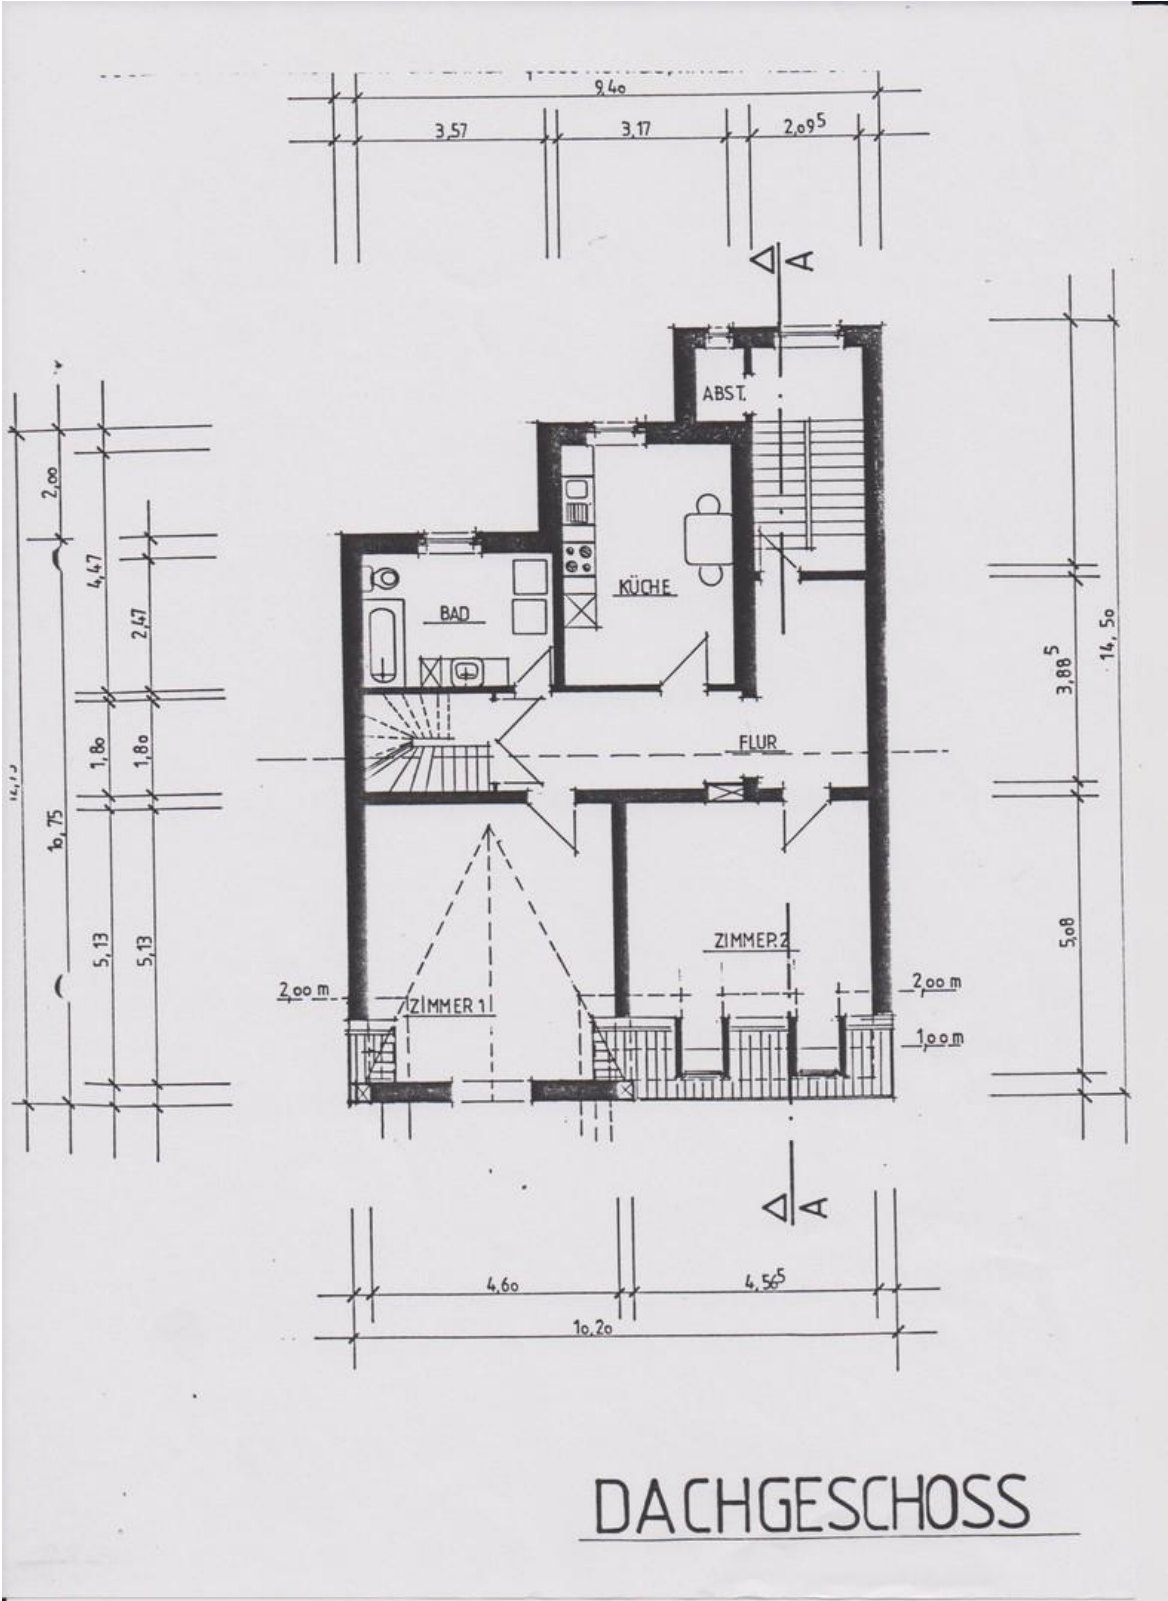 9,40
3,57
3,17
2,09⁵
A
ABST.
2,00
4,47
2,47
KÜCHE
BAD
14,50
3,88⁵
1,80
1,80
FLUR
10,75
5,13
5,13
5,08
ZIMMER 2
2,00 m
ZIMMER 1
2,00 m
1,00 m
A
4,60
4,56⁵
10,20
DACHGESCHOSS